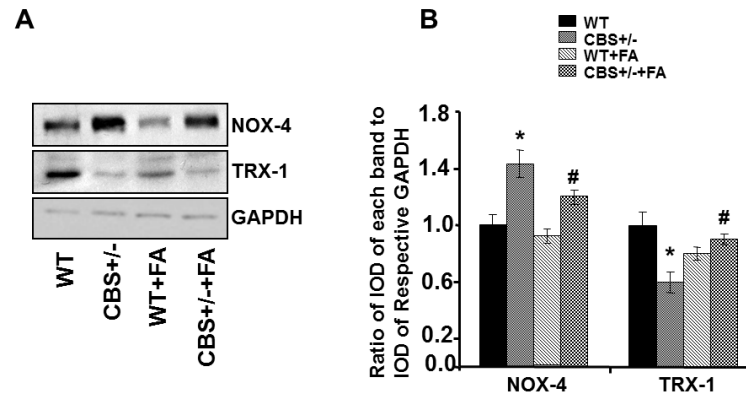 A
NOX-4
TRX-1
GAPDH
WT
CBS+/-
WT+FA
CBS+/-+FA
B
WT
CBS+/-
WT+FA
CBS+/-+FA
Ratio of IOD of each band to
IOD of Respective GAPDH
1.8
1.4
1.0
0.6
0.2
0.0
*
#
*
#
NOX-4
TRX-1